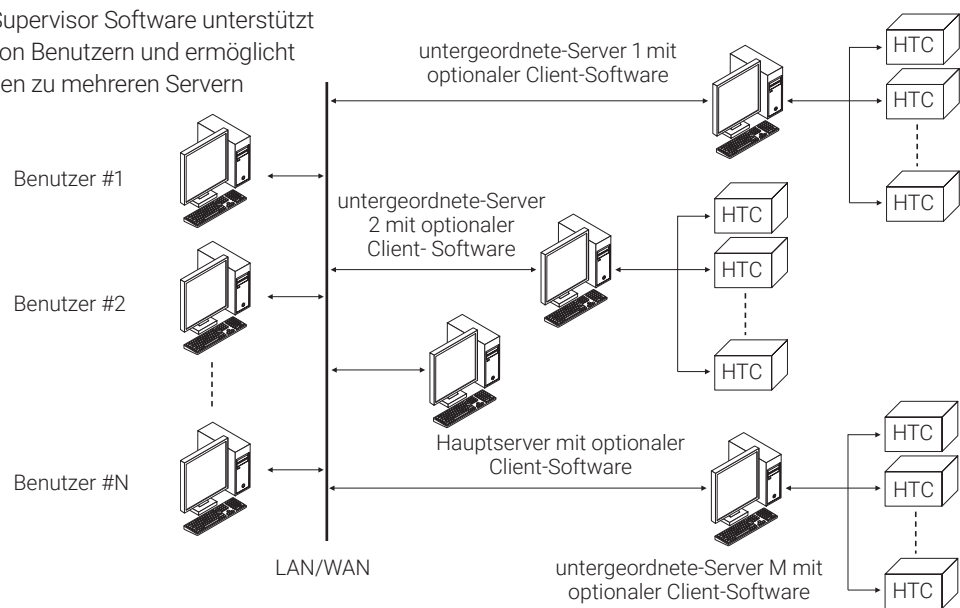 Supervisor Software unterstützt
on Benutzern und ermöglicht
en zu mehreren Servern
untergeordnete-Server 1 mit
optionaler Client-Software
HTC
HTC
HTC
Benutzer #1
untergeordnete-Server
2 mit optionaler
Client- Software
HTC
HTC
HTC
Benutzer #2
Hauptserver mit optionaler
Client-Software
HTC
HTC
HTC
Benutzer #N
LAN/WAN
untergeordnete-Server M mit
optionaler Client-Software